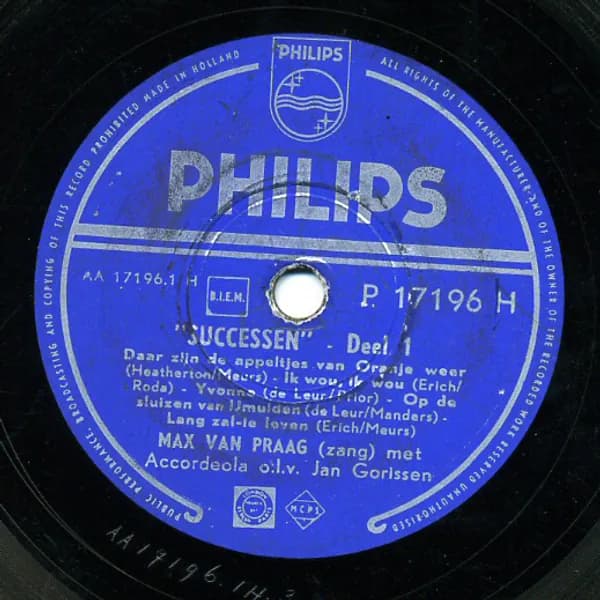 PHILIPS
MADE IN HOLLAND
ALL RIGHTS OF THE MANUFACTURER AND OF THE OWNER OF THE RECORDED WORK RESERVED UNAUTHORISED
PUBLIC PERFORMANCE, BROADCASTING AND COPYING OF THIS RECORD PROHIBITED
PHILIPS
AA 17196.1 H
B.I.E.M.
P 17196 H
"SUCCESSEN" - Deel 1
Daar zijn de appeltjes van Oranje weer
(Heatherton/Meurs) - Ik wou, ik wou (Erich/
Roda) - Yvonne (de Leur/Prior) - Op de
sluizen van IJmuiden (de Leur/Manders) -
Lang zal-ie leven (Erich/Meurs)
MAX VAN PRAAG (zang) met
Accordeola o.l.v. Jan Gorissen
MCPS
AA17196.1H.2